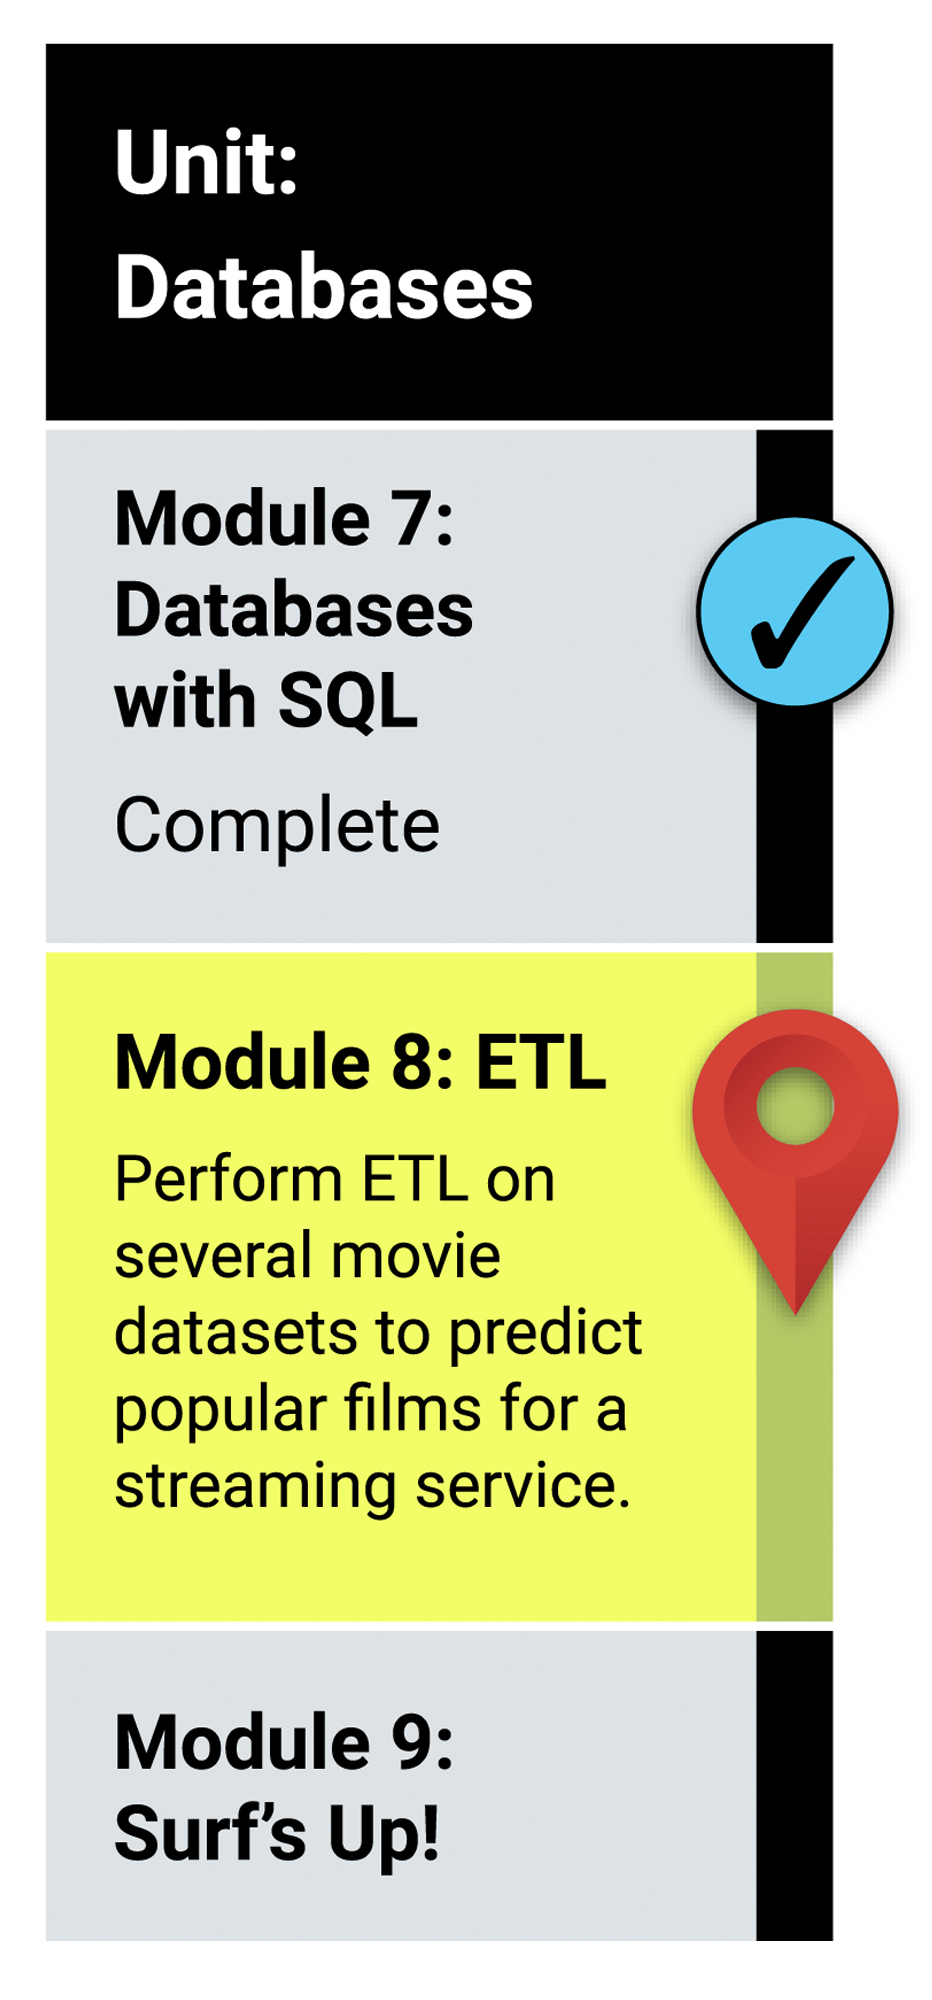 Unit:
Databases
Module 7:
Databases
with SQL
Complete
Module 8: ETL
Perform ETL on
several movie
datasets to predict
popular films for a
streaming service.
Module 9:
Surf’s Up!